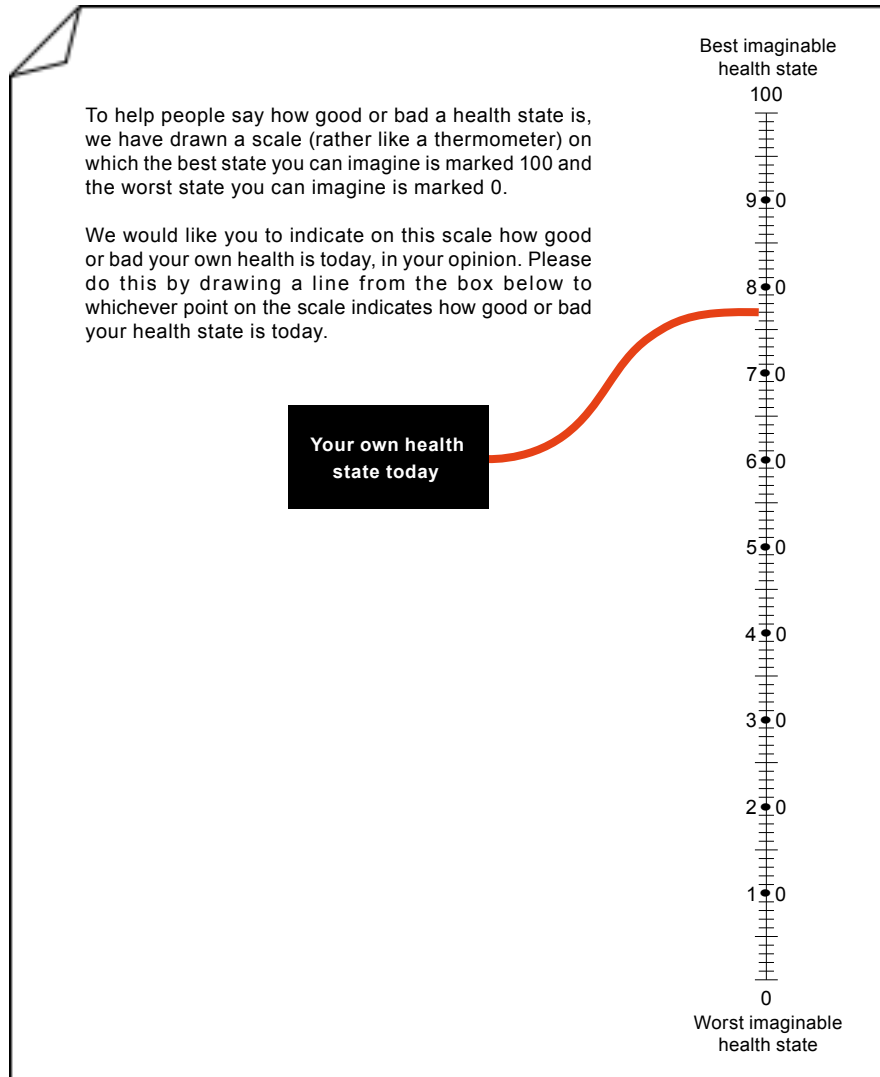 Best imaginable
health state
100
To help people say how good or bad a health state is,
we have drawn a scale (rather like a thermometer) on
which the best state you can imagine is marked 100 and
the worst state you can imagine is marked 0.
We would like you to indicate on this scale how good
or bad your own health is today, in your opinion. Please
do this by drawing a line from the box below to
whichever point on the scale indicates how good or bad
your health state is today.
Your own health
state today
9 0
8 0
7 0
6 0
5 0
4 0
3 0
2 0
1 0
0
Worst imaginable
health state